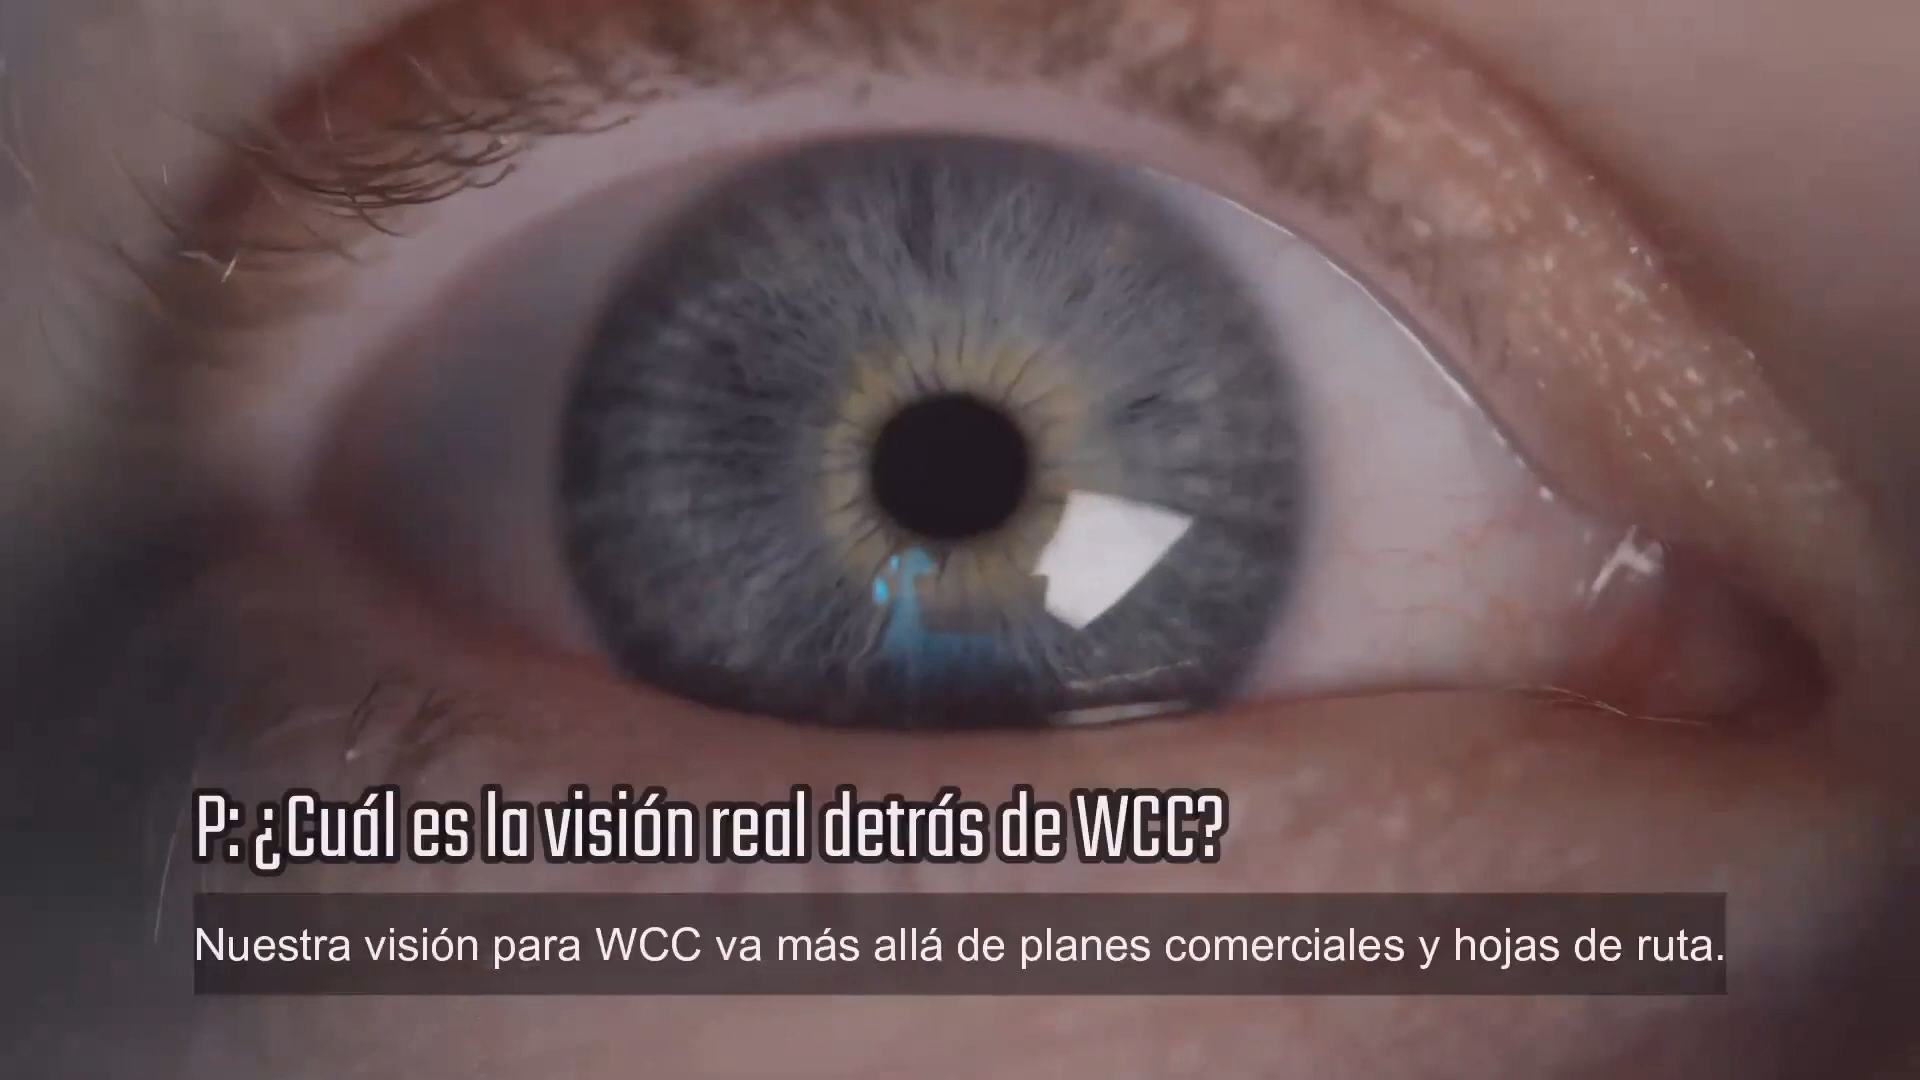 P: ¿Cuál es la visión real detrás de WCC?
Nuestra visión para WCC va más allá de planes comerciales y hojas de ruta.